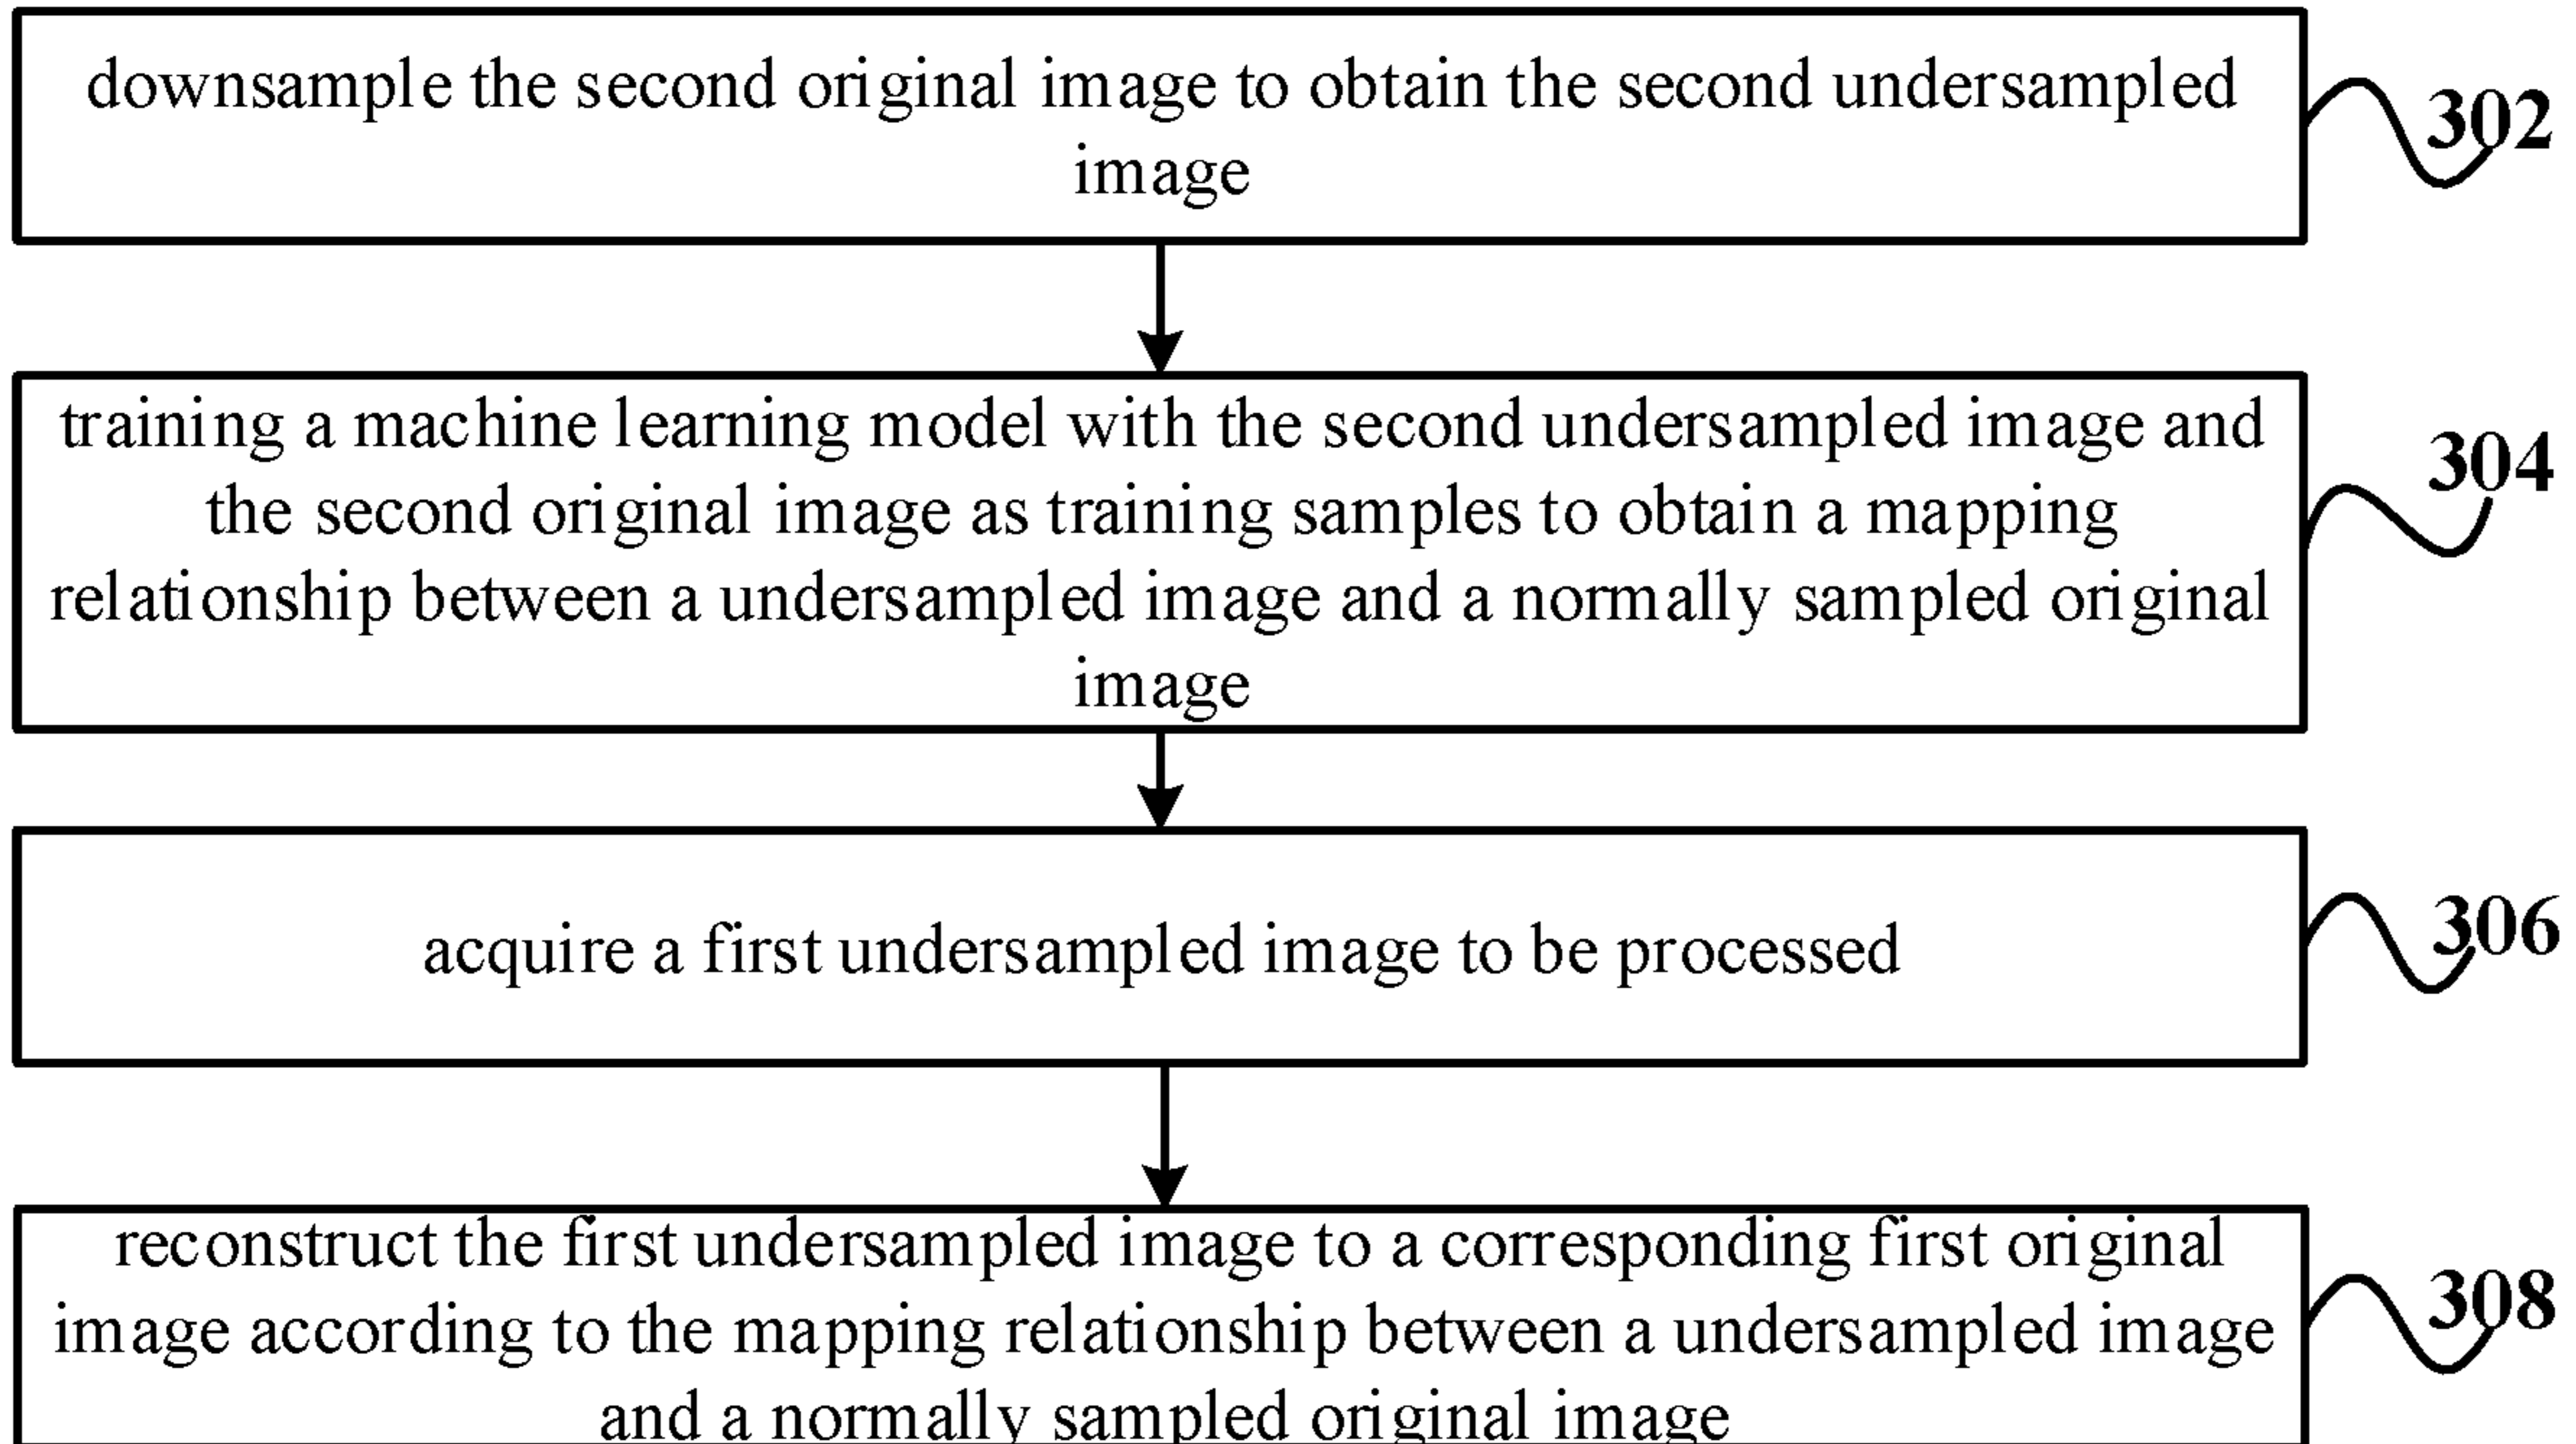 downsample the second original image to obtain the second undersampled
image
302
training a machine learning model with the second undersampled image and
the second original image as training samples to obtain a mapping
relationship between a undersampled image and a normally sampled original
image
304
acquire a first undersampled image to be processed
306
reconstruct the first undersampled image to a corresponding first original
image according to the mapping relationship between a undersampled image
and a normally sampled original image
308